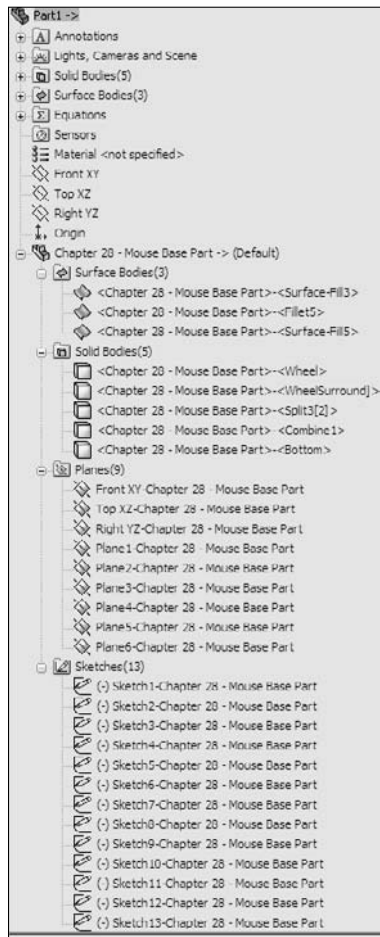 Part1 ->
Annotations
Lights, Cameras and Scene
Solid Bodies(5)
Surface Bodies(3)
Equations
Sensors
Material <not specified>
Front XY
Top XZ
Right YZ
Origin
Chapter 28 - Mouse Base Part -> (Default)
Surface Bodies(3)
<Chapter 28 - Mouse Base Part>-<Surface-Fill3>
<Chapter 28 - Mouse Base Part>-<Fillet5>
<Chapter 28 - Mouse Base Part>-<Surface-Fill5>
Solid Bodies(5)
<Chapter 28 - Mouse Base Part>-<Wheel>
<Chapter 28 - Mouse Base Part>-<WheelSurround]>
<Chapter 28 - Mouse Base Part>-<Split3[2]>
<Chapter 28 - Mouse Base Part>-<Combine1>
<Chapter 28 - Mouse Base Part>-<Bottom>
Planes(9)
Front XY-Chapter 28 - Mouse Base Part
Top XZ-Chapter 28 - Mouse Base Part
Right YZ-Chapter 28 - Mouse Base Part
Plane1-Chapter 28 - Mouse Base Part
Plane2-Chapter 28 - Mouse Base Part
Plane3-Chapter 28 - Mouse Base Part
Plane4-Chapter 28 - Mouse Base Part
Plane5-Chapter 28 - Mouse Base Part
Plane6-Chapter 28 - Mouse Base Part
Sketches(13)
(-) Sketch1-Chapter 28 - Mouse Base Part
(-) Sketch2-Chapter 28 - Mouse Base Part
(-) Sketch3-Chapter 28 - Mouse Base Part
(-) Sketch4-Chapter 28 - Mouse Base Part
(-) Sketch5-Chapter 28 - Mouse Base Part
(-) Sketch6-Chapter 28 - Mouse Base Part
(-) Sketch7-Chapter 28 - Mouse Base Part
(-) Sketch8-Chapter 28 - Mouse Base Part
(-) Sketch9-Chapter 28 - Mouse Base Part
(-) Sketch10-Chapter 28 - Mouse Base Part
(-) Sketch11-Chapter 28 - Mouse Base Part
(-) Sketch12-Chapter 28 - Mouse Base Part
(-) Sketch13-Chapter 28 - Mouse Base Part